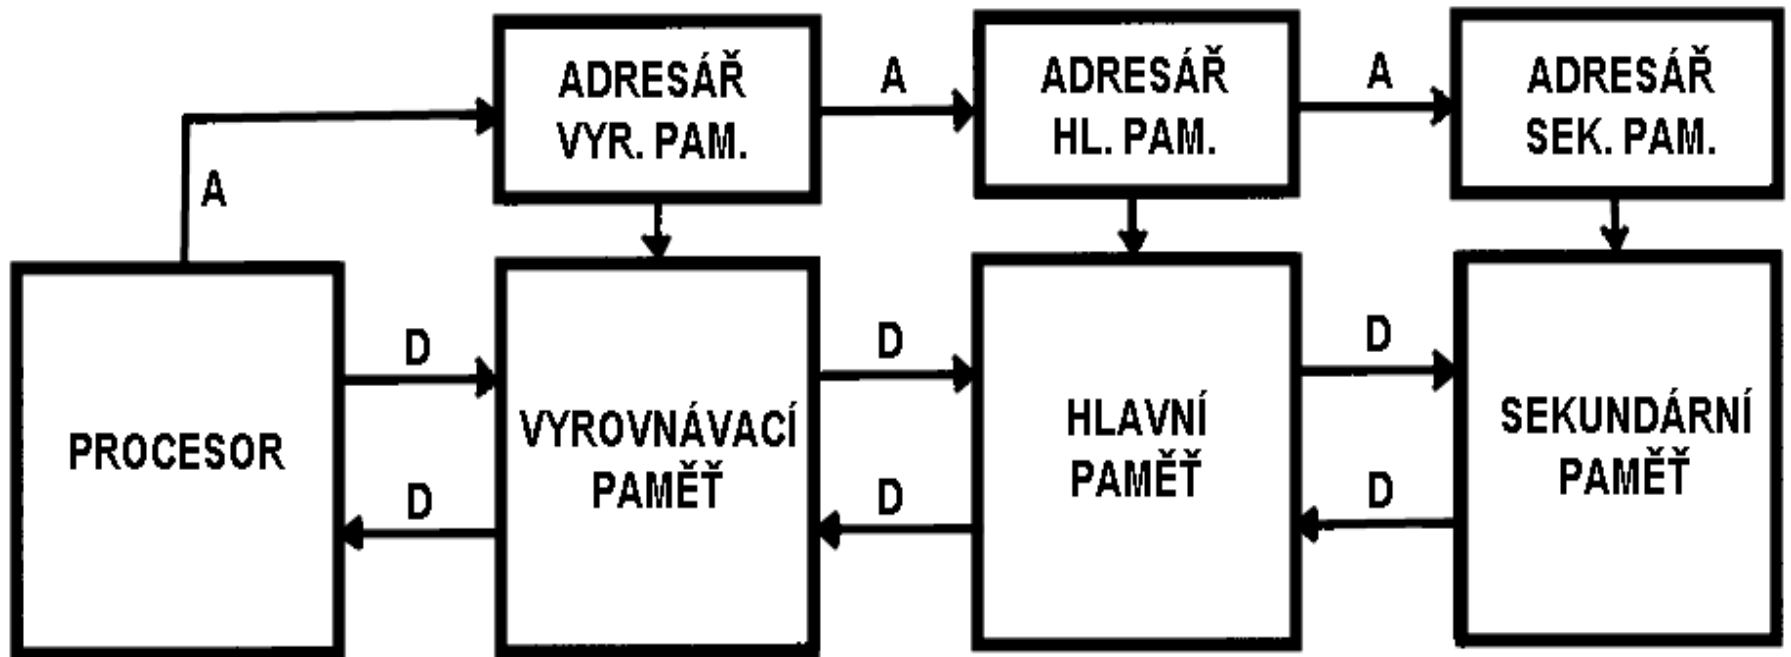 ADRESÁŘ
VYR. PAM.
A
ADRESÁŘ
HL. PAM.
A
ADRESÁŘ
SEK. PAM.
A
PROCESOR
D
D
VYROVNÁVACÍ
PAMĚŤ
D
D
HLAVNÍ
PAMĚŤ
D
D
SEKUNDÁRNÍ
PAMĚŤ